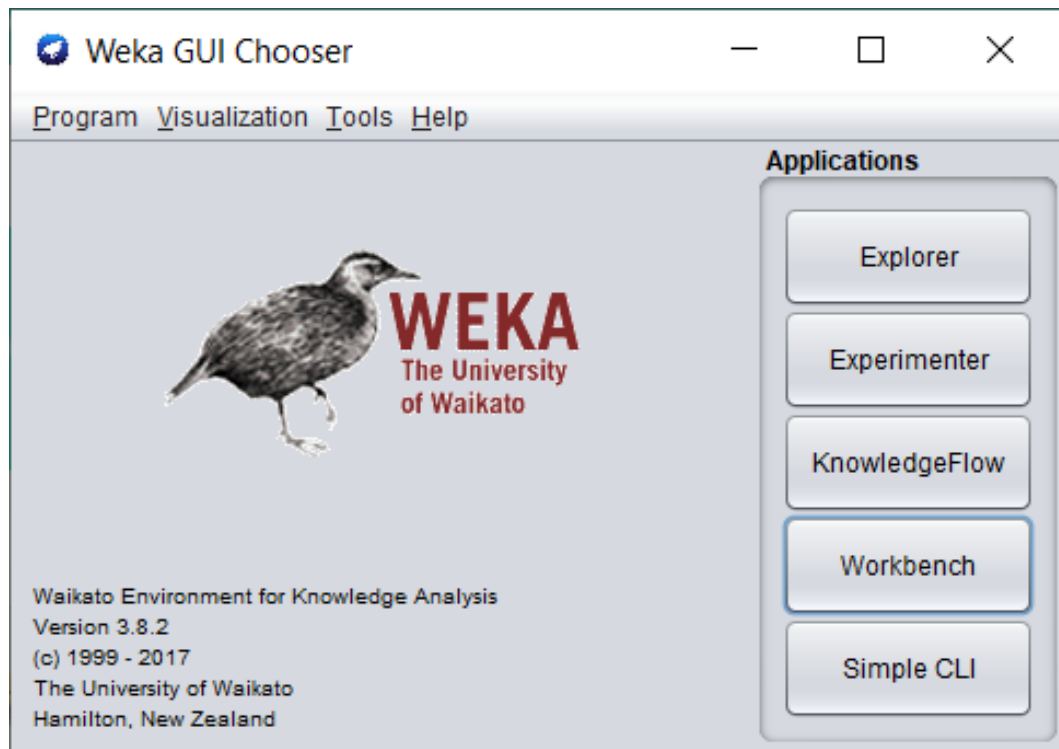 Weka GUI Chooser
Program Visualization Tools Help
Applications
WEKA
The University
of Waikato
Explorer
Experimenter
KnowledgeFlow
Workbench
Simple CLI
Waikato Environment for Knowledge Analysis
Version 3.8.2
(c) 1999 - 2017
The University of Waikato
Hamilton, New Zealand